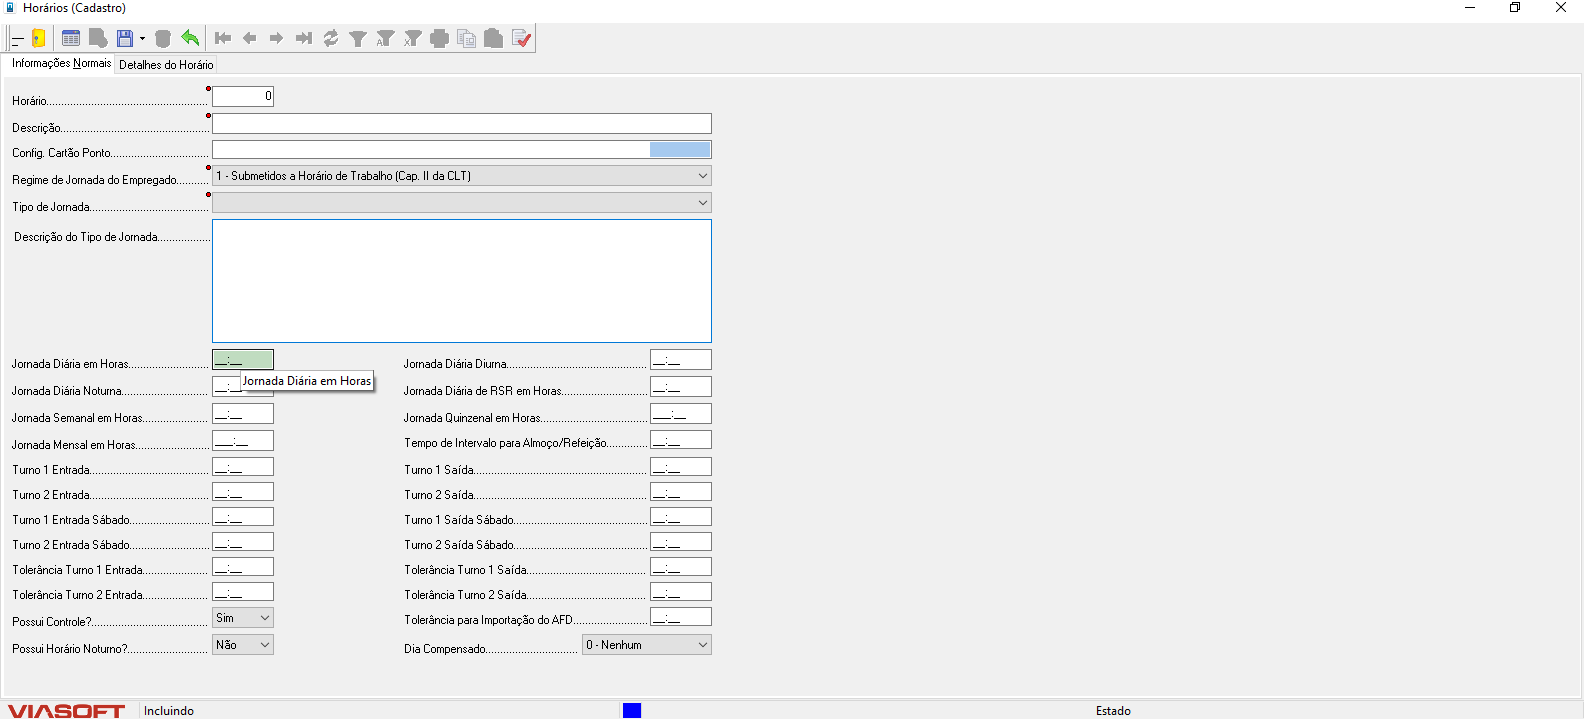 Horários (Cadastro)
Informações Normais Detalhes do Horário
Horário 0
Descrição
Config. Cartão Ponto
Regime de Jornada do Empregado 1 - Submetidos a Horário de Trabalho (Cap. II da CLT)
Tipo de Jornada
Descrição do Tipo de Jornada
Jornada Diária em Horas __:__ Jornada Diária Diurna __:__
Jornada Diária em Horas
Jornada Diária Noturna __:__ Jornada Diária de RSR em Horas __:__
Jornada Semanal em Horas __:__ Jornada Quinzenal em Horas ___:__
Jornada Mensal em Horas ___:__ Tempo de Intervalo para Almoço/Refeição __:__
Turno 1 Entrada __:__ Turno 1 Saída __:__
Turno 2 Entrada __:__ Turno 2 Saída __:__
Turno 1 Entrada Sábado __:__ Turno 1 Saída Sábado __:__
Turno 2 Entrada Sábado __:__ Turno 2 Saída Sábado __:__
Tolerância Turno 1 Entrada __:__ Tolerância Turno 1 Saída __:__
Tolerância Turno 2 Entrada __:__ Tolerância Turno 2 Saída __:__
Possui Controle? Sim Tolerância para Importação do AFD __:__
Possui Horário Noturno? Não Dia Compensado 0 - Nenhum
VIASOFT Incluindo Estado